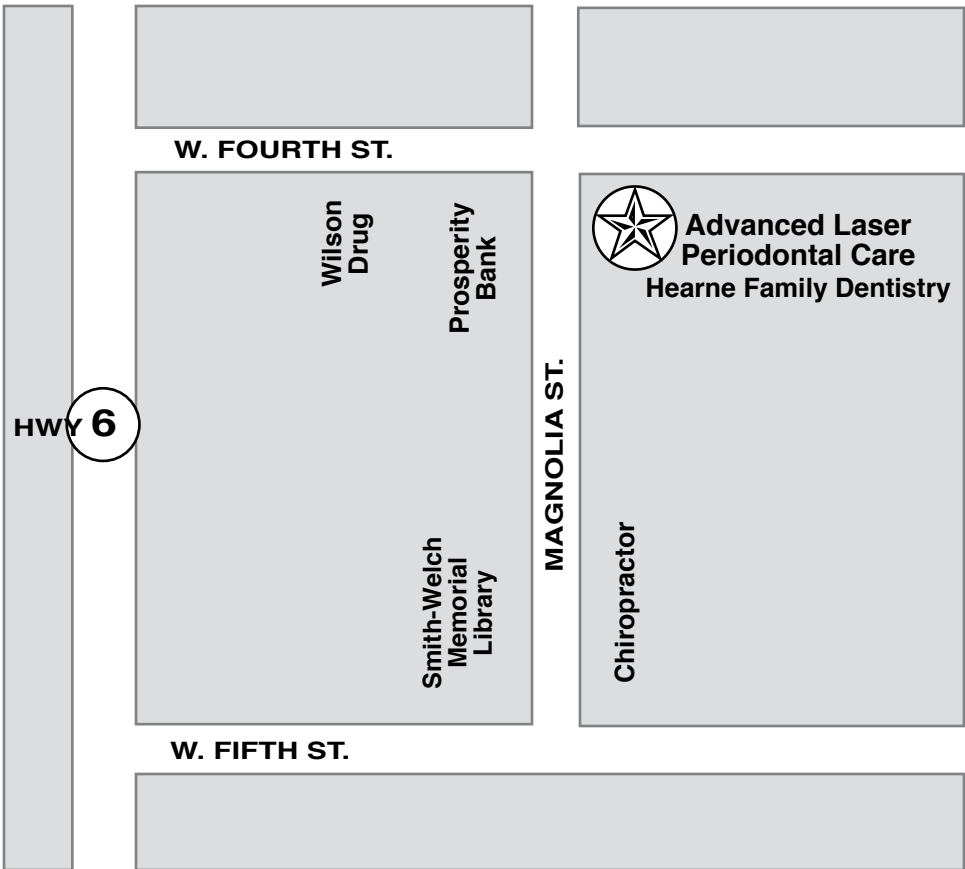 W. FOURTH ST.
Wilson
Drug
Prosperity
Bank
Advanced Laser
Periodontal Care
Hearne Family Dentistry
HWY 6
MAGNOLIA ST.
Smith-Welch
Memorial
Library
Chiropractor
W. FIFTH ST.